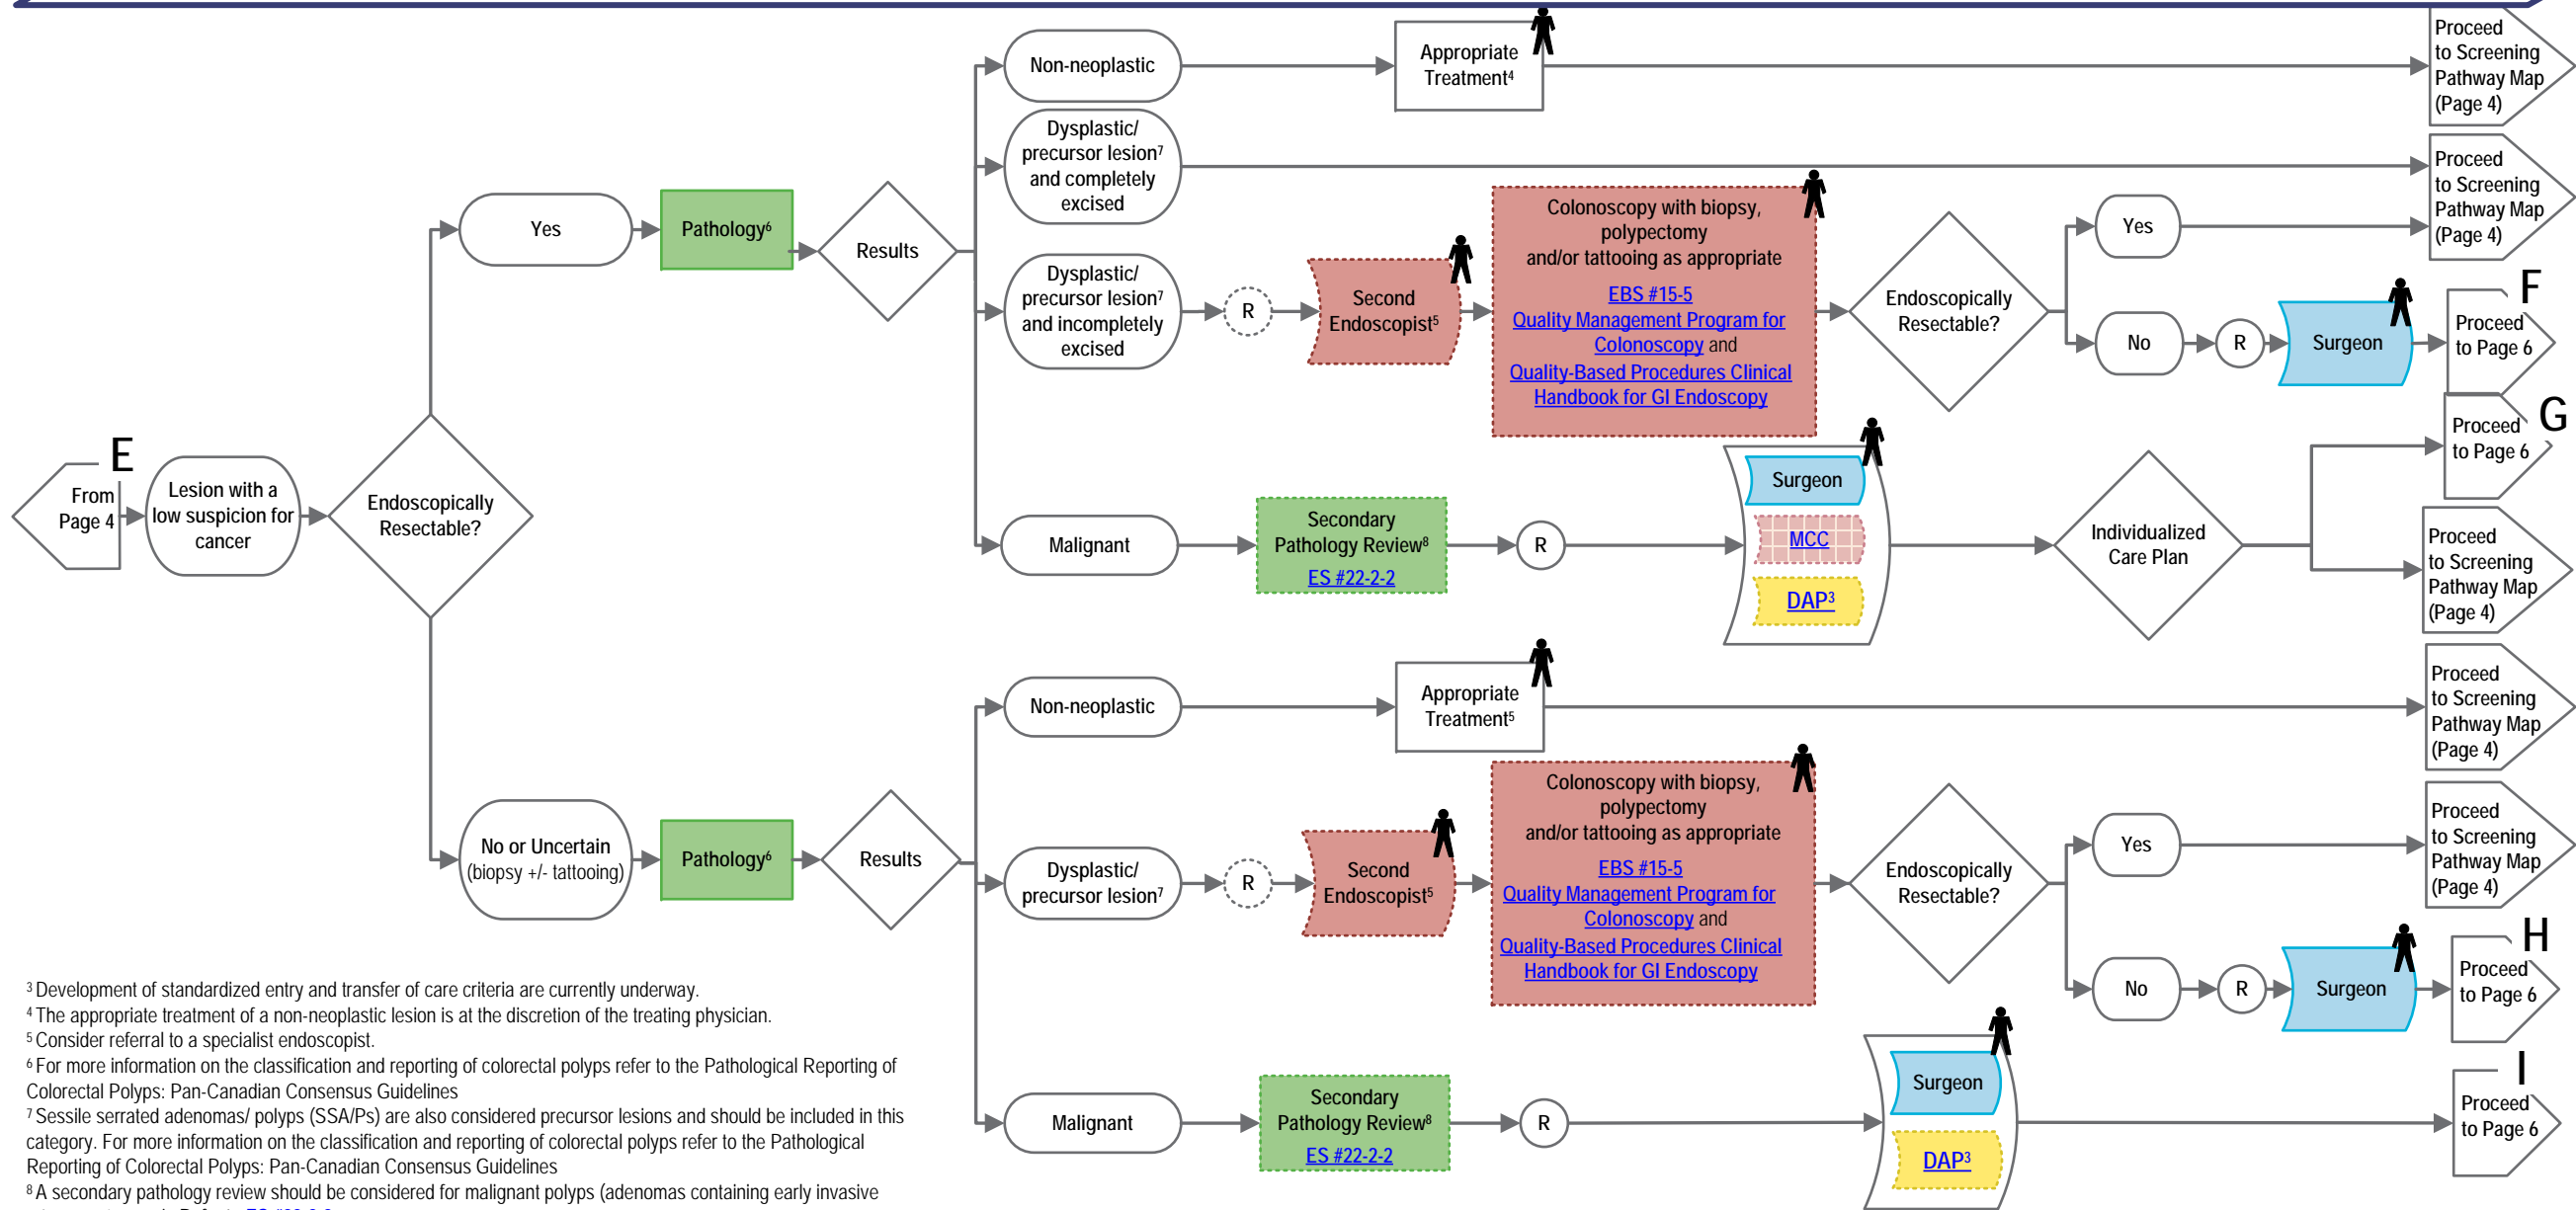 Non-neoplastic
Appropriate
Treatment⁴
Proceed
to Screening
Pathway Map
(Page 4)
Dysplastic/
precursor lesion⁷
and completely
excised
Proceed
to Screening
Pathway Map
(Page 4)
Yes
Pathology⁶
Results
Dysplastic/
precursor lesion⁷
and incompletely
excised
R
Second
Endoscopist⁵
Colonoscopy with biopsy,
polypectomy
and/or tattooing as appropriate
EBS #15-5
Quality Management Program for
Colonoscopy and
Quality-Based Procedures Clinical
Handbook for GI Endoscopy
Endoscopically
Resectable?
Yes
No
R
Surgeon
F
Proceed
to Page 6
E
From
Page 4
Lesion with a
low suspicion for
cancer
Endoscopically
Resectable?
Malignant
Secondary
Pathology Review⁸
ES #22-2-2
R
Surgeon
MCC
DAP³
Individualized
Care Plan
G
Proceed
to Page 6
Proceed
to Screening
Pathway Map
(Page 4)
Non-neoplastic
Appropriate
Treatment⁵
Proceed
to Screening
Pathway Map
(Page 4)
No or Uncertain
(biopsy +/- tattooing)
Pathology⁶
Results
Dysplastic/
precursor lesion⁷
R
Second
Endoscopist⁵
Colonoscopy with biopsy,
polypectomy
and/or tattooing as appropriate
EBS #15-5
Quality Management Program for
Colonoscopy and
Quality-Based Procedures Clinical
Handbook for GI Endoscopy
Endoscopically
Resectable?
Yes
Proceed
to Screening
Pathway Map
(Page 4)
No
R
Surgeon
H
Proceed
to Page 6
Malignant
Secondary
Pathology Review⁸
ES #22-2-2
R
Surgeon
DAP³
I
Proceed
to Page 6
³ Development of standardized entry and transfer of care criteria are currently underway.
⁴ The appropriate treatment of a non-neoplastic lesion is at the discretion of the treating physician.
⁵ Consider referral to a specialist endoscopist.
⁶ For more information on the classification and reporting of colorectal polyps refer to the Pathological Reporting of
Colorectal Polyps: Pan-Canadian Consensus Guidelines
⁷ Sessile serrated adenomas/ polyps (SSA/Ps) are also considered precursor lesions and should be included in this
category. For more information on the classification and reporting of colorectal polyps refer to the Pathological
Reporting of Colorectal Polyps: Pan-Canadian Consensus Guidelines
⁸ A secondary pathology review should be considered for malignant polyps (adenomas containing early invasive